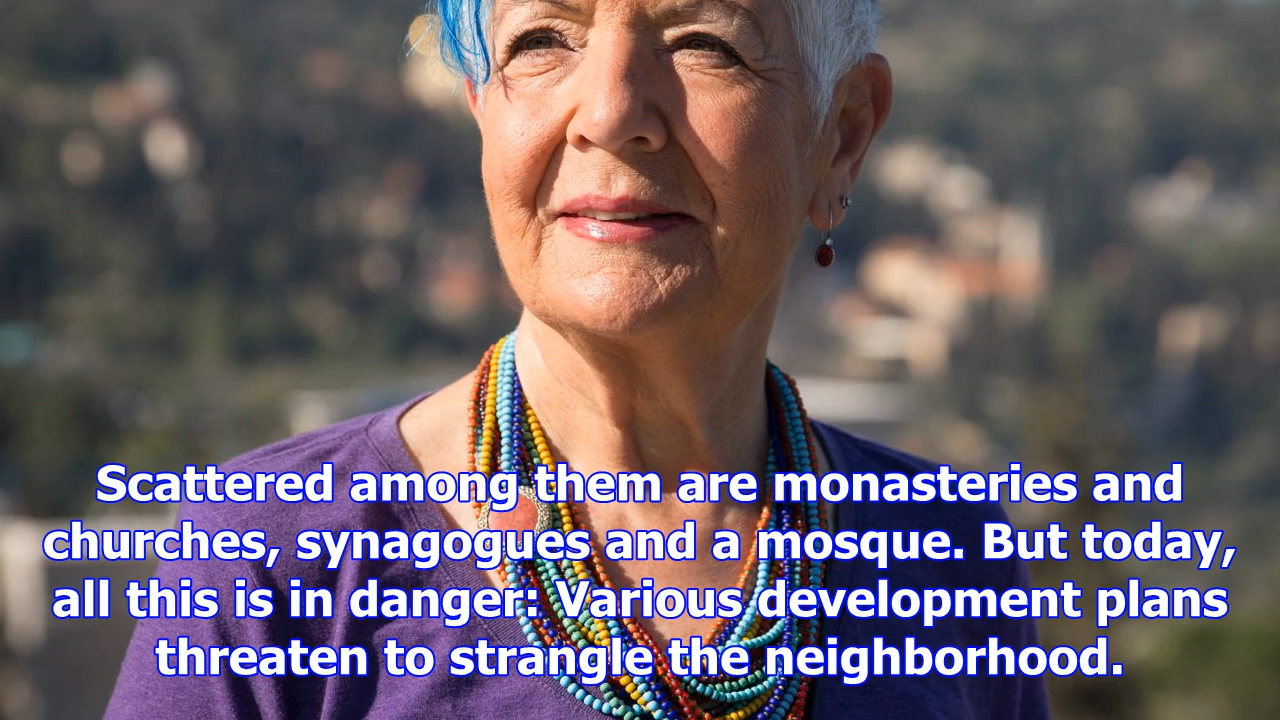 Scattered among them are monasteries and
churches, synagogues and a mosque. But today,
all this is in danger: Various development plans
threaten to strangle the neighborhood.